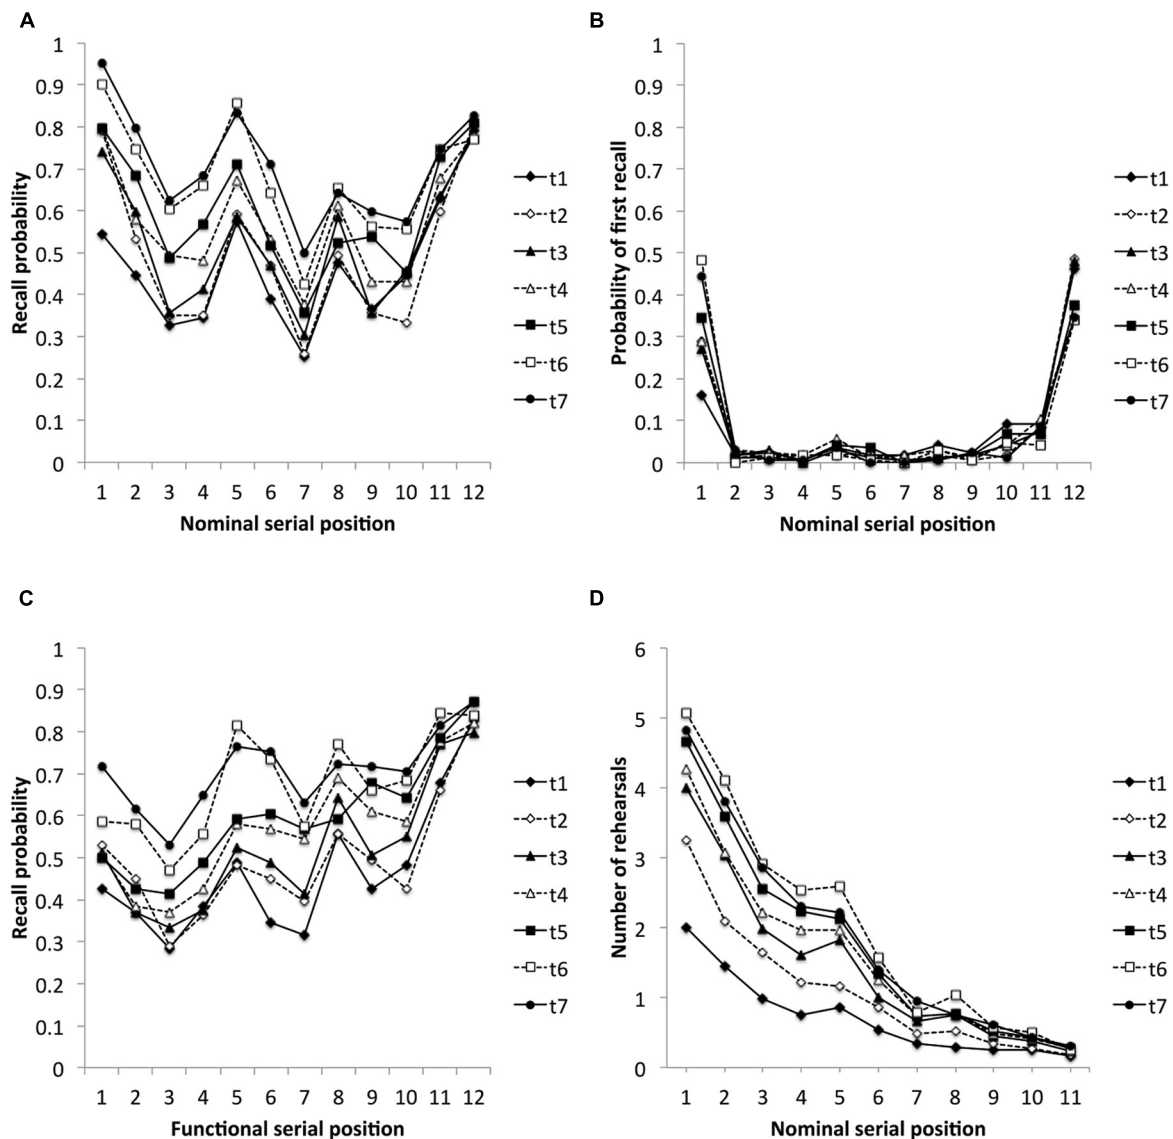 A
Recall probability
1
0.9
0.8
0.7
0.6
0.5
0.4
0.3
0.2
0.1
0
1 2 3 4 5 6 7 8 9 10 11 12
Nominal serial position
t1
t2
t3
t4
t5
t6
t7
B
Probability of first recall
1
0.9
0.8
0.7
0.6
0.5
0.4
0.3
0.2
0.1
0
1 2 3 4 5 6 7 8 9 10 11 12
Nominal serial position
t1
t2
t3
t4
t5
t6
t7
C
Recall probability
1
0.9
0.8
0.7
0.6
0.5
0.4
0.3
0.2
0.1
0
1 2 3 4 5 6 7 8 9 10 11 12
Functional serial position
t1
t2
t3
t4
t5
t6
t7
D
Number of rehearsals
6
5
4
3
2
1
0
1 2 3 4 5 6 7 8 9 10 11
Nominal serial position
t1
t2
t3
t4
t5
t6
t7